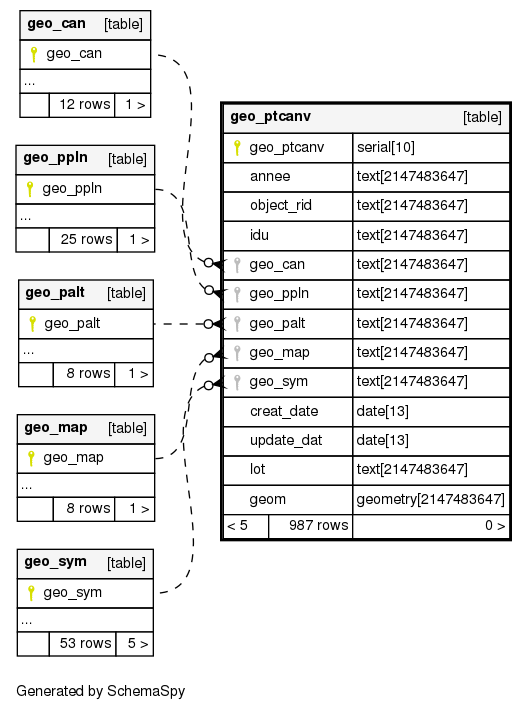 geo_can [table]
geo_can
...
12 rows 1 >
geo_ppln [table]
geo_ppln
...
25 rows 1 >
geo_palt [table]
geo_palt
...
8 rows 1 >
geo_map [table]
geo_map
...
8 rows 1 >
geo_sym [table]
geo_sym
...
53 rows 5 >
geo_ptcanv [table]
geo_ptcanv serial[10]
annee text[2147483647]
object_rid text[2147483647]
idu text[2147483647]
geo_can text[2147483647]
geo_ppln text[2147483647]
geo_palt text[2147483647]
geo_map text[2147483647]
geo_sym text[2147483647]
creat_date date[13]
update_dat date[13]
lot text[2147483647]
geom geometry[2147483647]
< 5 987 rows 0 >
Generated by SchemaSpy